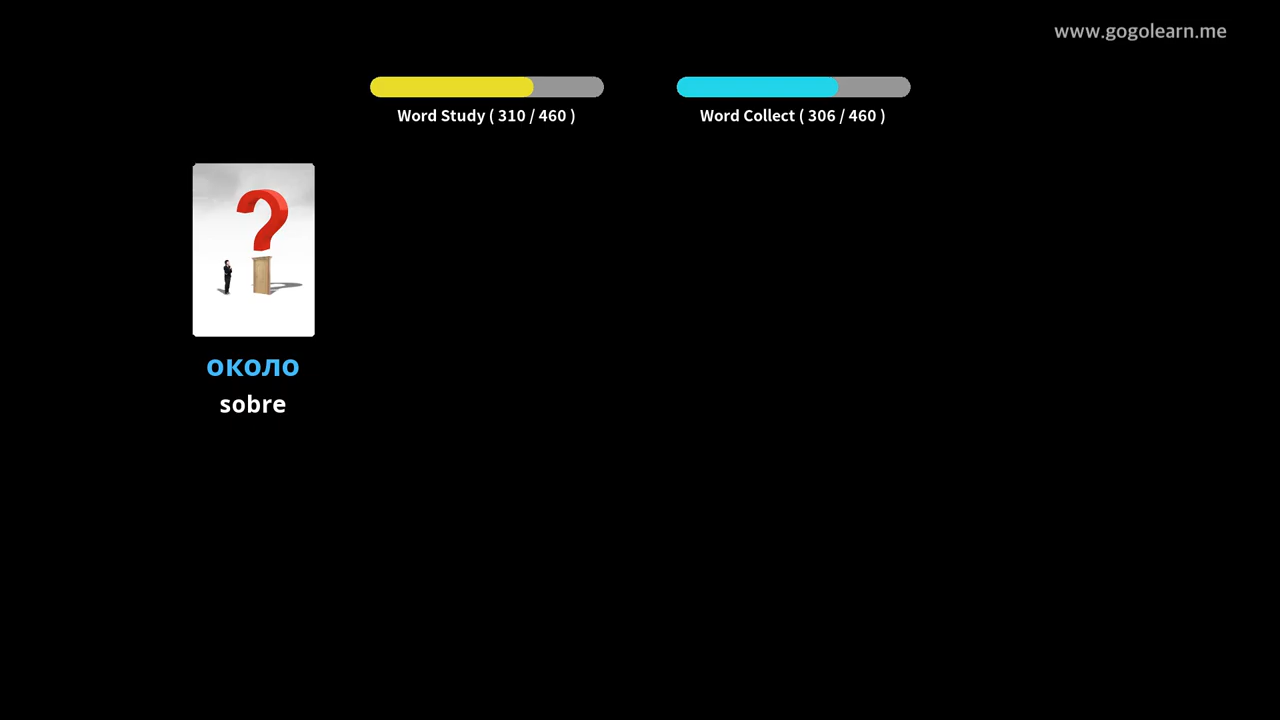 www.gogolearn.me
Word Study ( 310 / 460 )
Word Collect ( 306 / 460 )
?
около
sobre